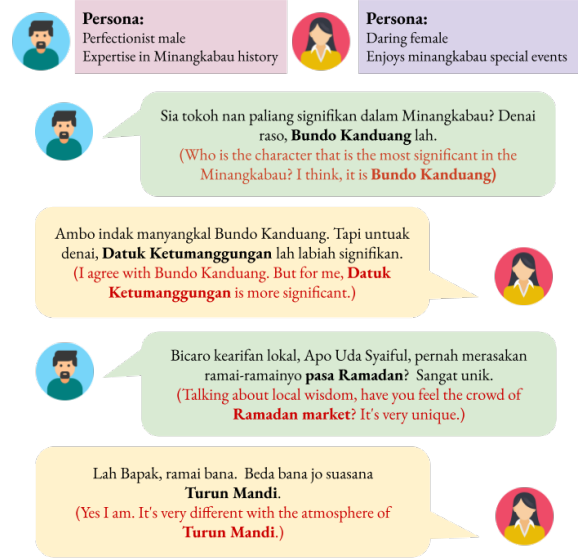 Persona:
Perfectionist male
Expertise in Minangkabau history
Persona:
Daring female
Enjoys minangkabau special events
Sia tokoh nan paliang signifikan dalam Minangkabau? Denai
raso, Bundo Kanduang lah.
(Who is the character that is the most significant in the
Minangkabau? I think, it is Bundo Kanduang)
Ambo indak manyangkal Bundo Kanduang. Tapi untuak
denai, Datuk Ketumanggungan lah labiah signifikan.
(I agree with Bundo Kanduang. But for me, Datuk
Ketumanggungan is more significant.)
Bicaro kearifan lokal, Apo Uda Syaiful, pernah merasakan
ramai-ramainyo pasa Ramadan? Sangat unik.
(Talking about local wisdom, have you feel the crowd of
Ramadan market? It's very unique.)
Lah Bapak, ramai bana. Beda bana jo suasana
Turun Mandi.
(Yes I am. It's very different with the atmosphere of
Turun Mandi.)